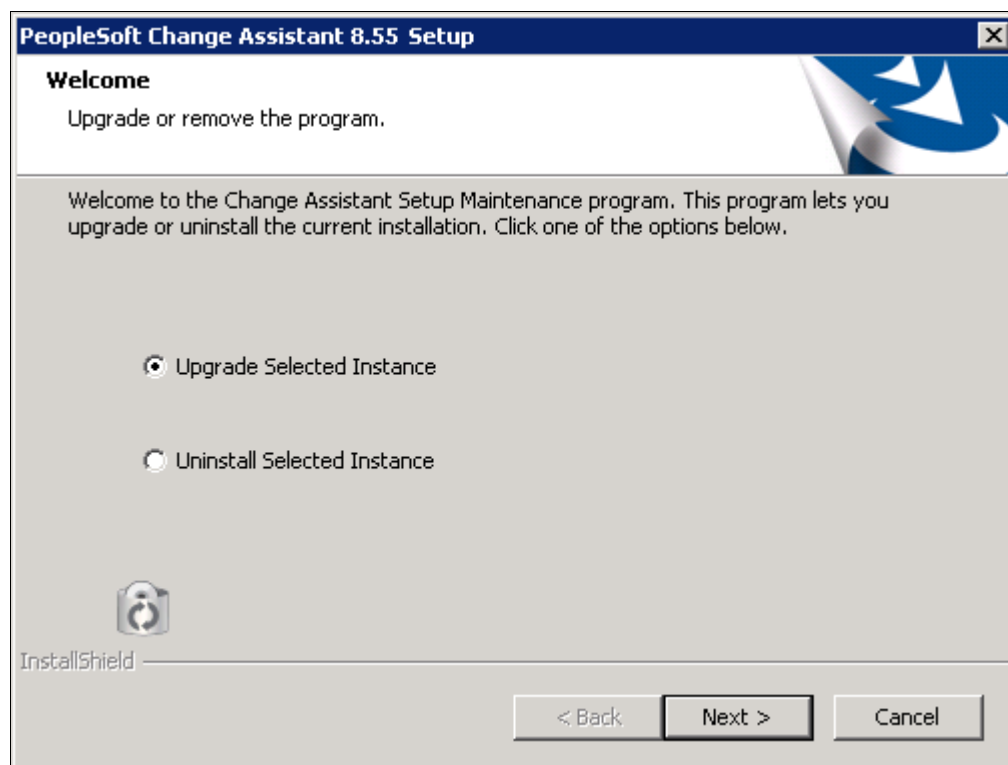 PeopleSoft Change Assistant 8.55 Setup
Welcome
Upgrade or remove the program.
Welcome to the Change Assistant Setup Maintenance program. This program lets you
upgrade or uninstall the current installation. Click one of the options below.
Upgrade Selected Instance
Uninstall Selected Instance
InstallShield
< Back
Next >
Cancel